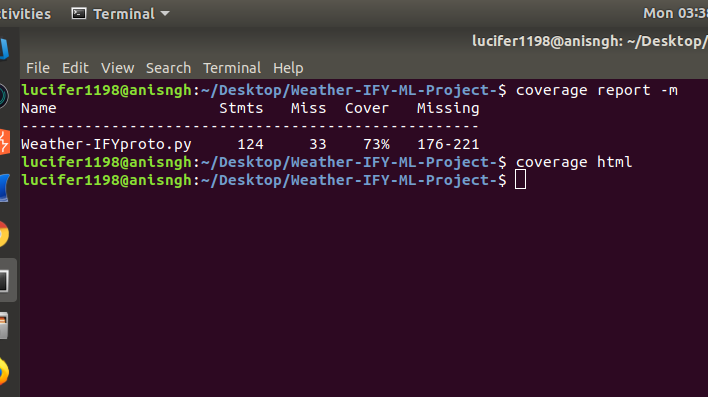 Terminal
Mon 03:
lucifer1198@anisngh: ~/Desktop/
File Edit View Search Terminal Help
lucifer1198@anisngh:~/Desktop/Weather-IFY-ML-Project-$ coverage report -m
Name Stmts Miss Cover Missing
--------------------------------------------------
Weather-IFYproto.py 124 33 73% 176-221
lucifer1198@anisngh:~/Desktop/Weather-IFY-ML-Project-$ coverage html
lucifer1198@anisngh:~/Desktop/Weather-IFY-ML-Project-$